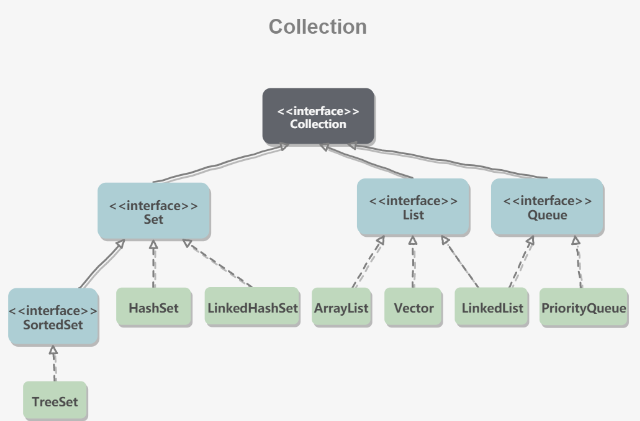 Collection
<<interface>>
Collection
<<interface>>
Set
<<interface>>
List
<<interface>>
Queue
<<interface>>
SortedSet
HashSet
LinkedHashSet
ArrayList
Vector
LinkedList
PriorityQueue
TreeSet